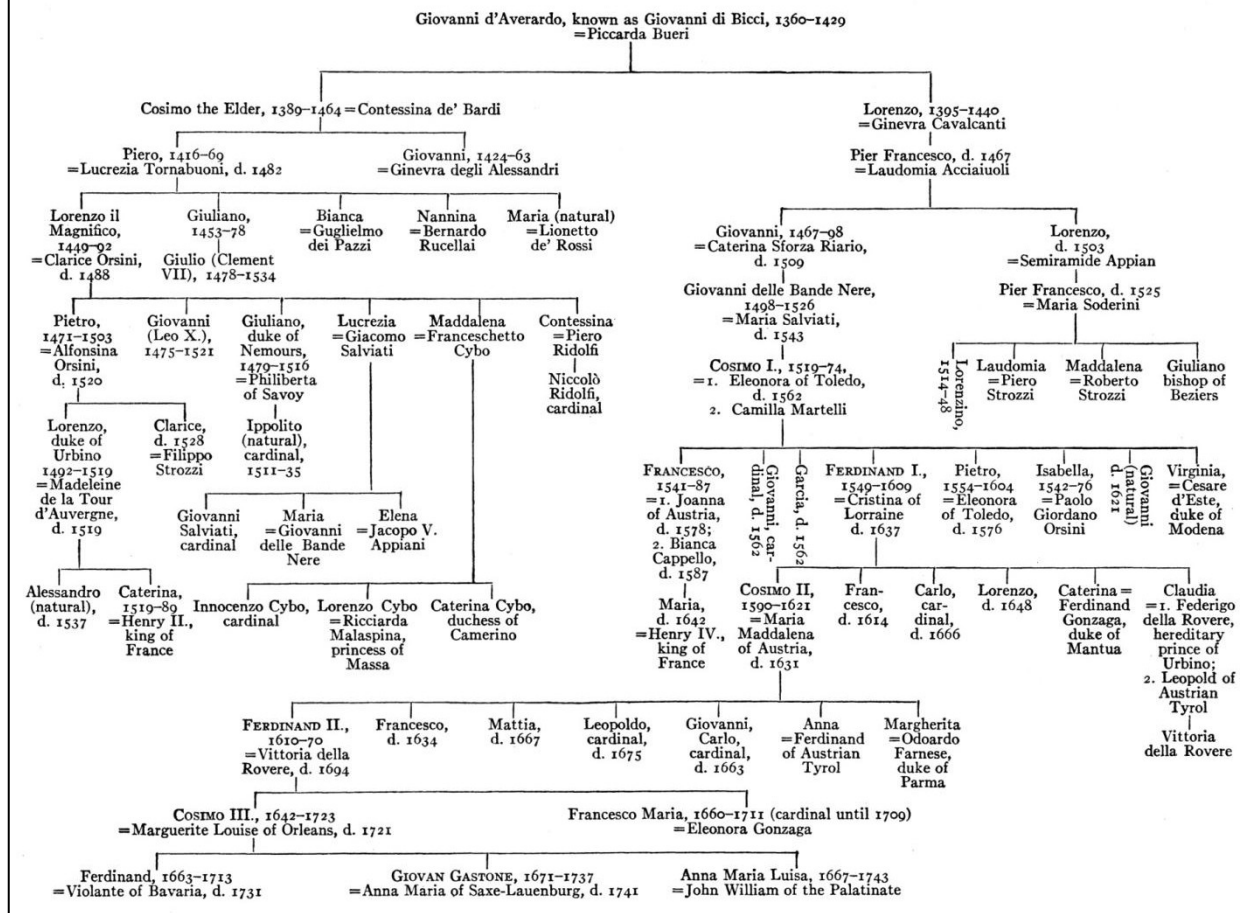 Giovanni d'Averardo, known as Giovanni di Bicci, 1360–1429
=Piccarda Bueri
Cosimo the Elder, 1389–1464=Contessina de' Bardi
Lorenzo, 1395–1440
=Ginevra Cavalcanti
Piero, 1416–69
=Lucrezia Tornabuoni, d. 1482
Giovanni, 1424–63
=Ginevra degli Alessandri
Pier Francesco, d. 1467
=Laudomia Acciaiuoli
Lorenzo il
Magnifico,
1449–92
=Clarice Orsini,
d. 1488
Giuliano,
1453–78
Giulio (Clement
VII), 1478–1534
Bianca
=Guglielmo
dei Pazzi
Nannina
=Bernardo
Rucellai
Maria (natural)
=Lionetto
de' Rossi
Giovanni, 1467–98
=Caterina Sforza Riario,
d. 1509
Lorenzo,
d. 1503
=Semiramide Appian
Giovanni delle Bande Nere,
1498–1526
=Maria Salviati,
d. 1543
Pier Francesco, d. 1525
=Maria Soderini
Pietro,
1471–1503
=Alfonsina
Orsini,
d. 1520
Giovanni
(Leo X.),
1475–1521
Giuliano,
duke of
Nemours,
1479–1516
=Philiberta
of Savoy
Lucrezia
=Giacomo
Salviati
Maddalena
=Franceschetto
Cybo
Contessina
=Piero
Ridolfi
Niccolò
Ridolfi,
cardinal
COSIMO I., 1519–74,
=1. Eleonora of Toledo,
d. 1562
2. Camilla Martelli
Lorenzino,
1514–48
Laudomia
=Piero
Strozzi
Maddalena
=Roberto
Strozzi
Giuliano
bishop of
Beziers
Lorenzo,
duke of
Urbino
1492–1519
=Madeleine
de la Tour
d'Auvergne,
d. 1519
Clarice,
d. 1528
=Filippo
Strozzi
Ippolito
(natural),
cardinal,
1511–35
Giovanni
Salviati,
cardinal
Maria
=Giovanni
delle Bande
Nere
Elena
=Jacopo V.
Appiani
FRANCESCO,
1541–87
=1. Joanna
of Austria,
d. 1578;
2. Bianca
Cappello,
d. 1587
Giovanni, car-
dinal, d. 1562
Garcia, d. 1562
FERDINAND I.,
1549–1609
=Cristina of
Lorraine
d. 1637
Pietro,
1554–1604
=Eleonora
of Toledo,
d. 1576
Isabella,
1542–76
=Paolo
Giordano
Orsini
Giovanni
(natural)
d. 1621
Virginia,
=Cesare
d'Este,
duke of
Modena
Alessandro
(natural),
d. 1537
Caterina,
1519–89
=Henry II.,
king of
France
Innocenzo Cybo,
cardinal
Lorenzo Cybo
=Ricciarda
Malaspina,
princess of
Massa
Caterina Cybo,
duchess of
Camerino
Maria,
d. 1642
=Henry IV.,
king of
France
COSIMO II,
1590–1621
=Maria
Maddalena
of Austria,
d. 1631
Fran-
cesco,
d. 1614
Carlo,
car-
dinal,
d. 1666
Lorenzo,
d. 1648
Caterina=
Ferdinand
Gonzaga,
duke of
Mantua
Claudia
=1. Federigo
della Rovere,
hereditary
prince of
Urbino;
2. Leopold of
Austrian
Tyrol
Vittoria
della Rovere
FERDINAND II.,
1610–70
=Vittoria della
Rovere, d. 1694
Francesco,
d. 1634
Mattia,
d. 1667
Leopoldo,
cardinal,
d. 1675
Giovanni,
Carlo,
cardinal,
d. 1663
Anna
=Ferdinand
of Austrian
Tyrol
Margherita
=Odoardo
Farnese,
duke of
Parma
COSIMO III., 1642–1723
=Marguerite Louise of Orleans, d. 1721
Francesco Maria, 1660–1711 (cardinal until 1709)
=Eleonora Gonzaga
Ferdinand, 1663–1713
=Violante of Bavaria, d. 1731
GIOVAN GASTONE, 1671–1737
=Anna Maria of Saxe-Lauenburg, d. 1741
Anna Maria Luisa, 1667–1743
=John William of the Palatinate